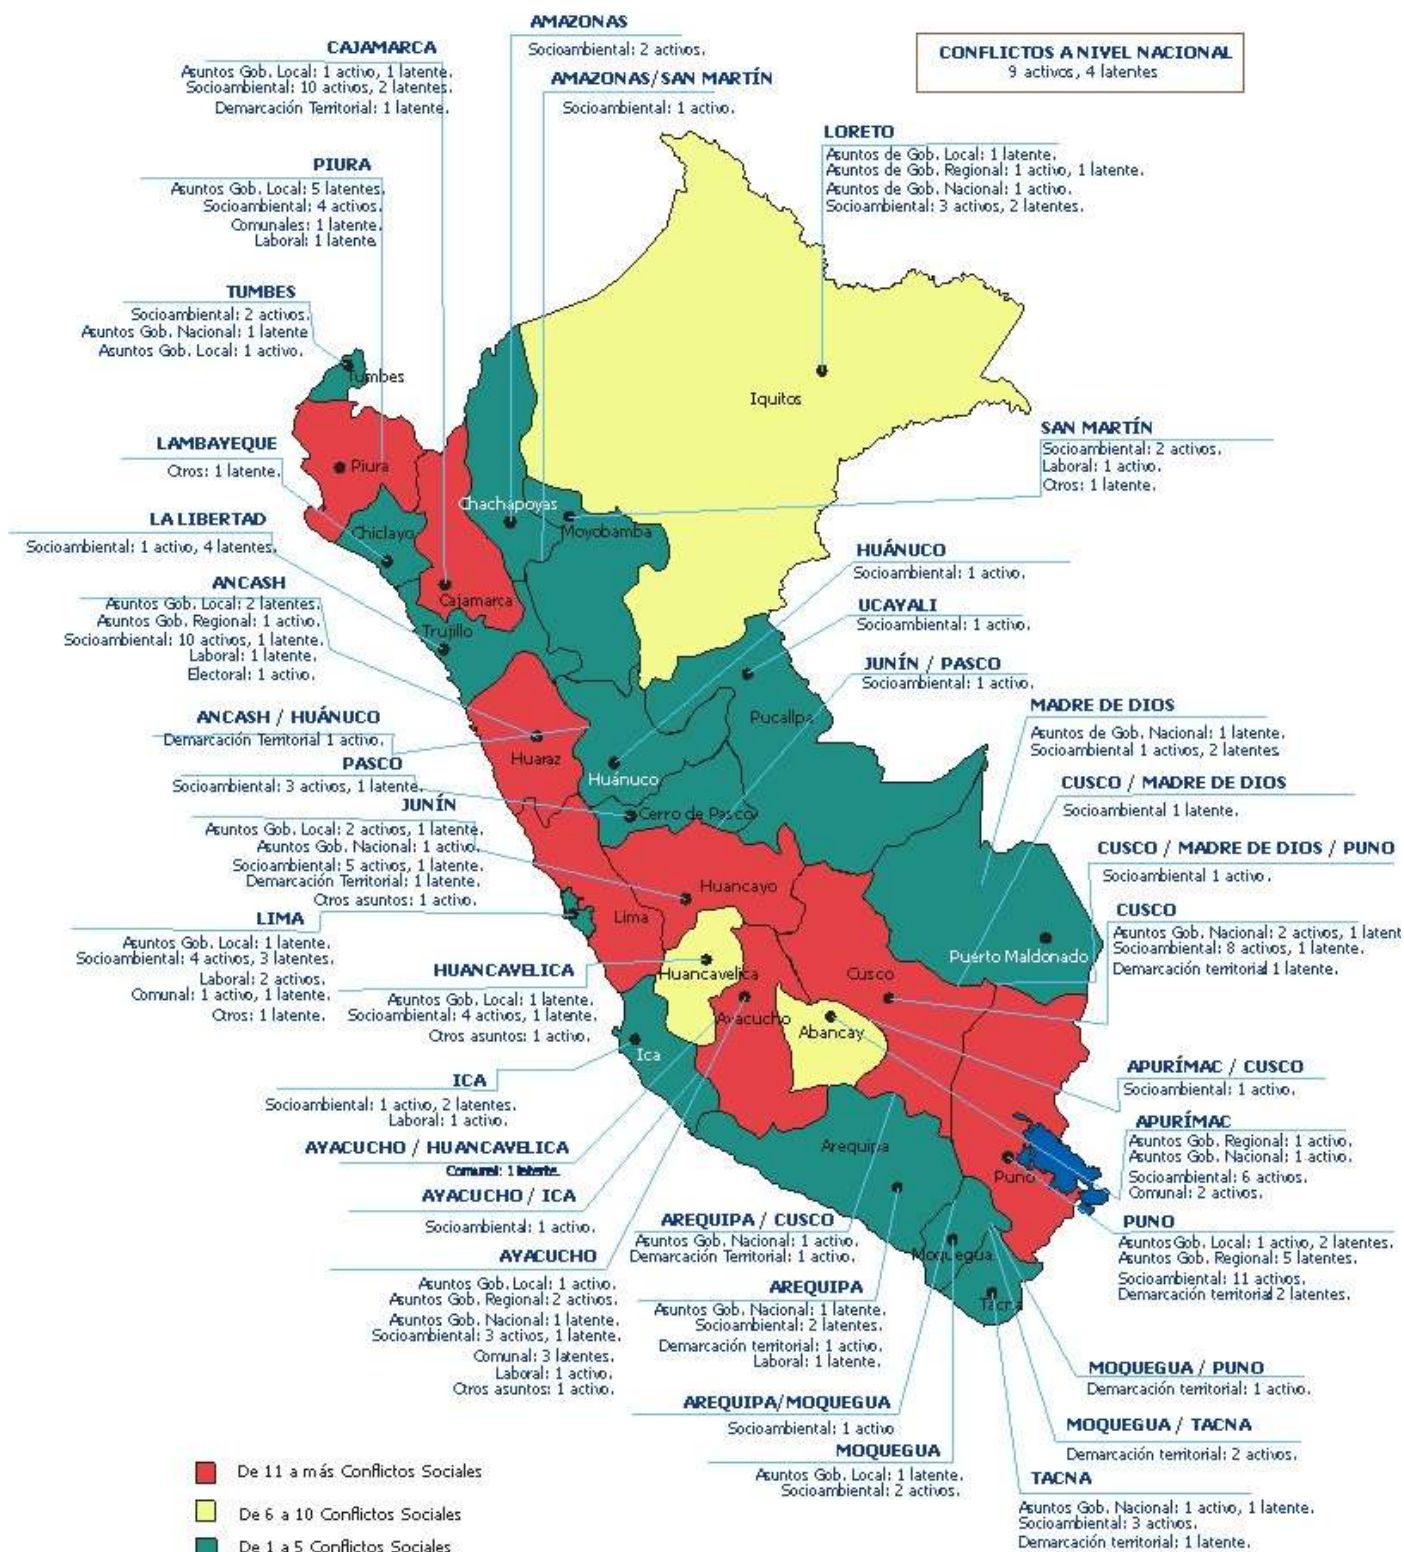 AMAZONAS
Socioambiental: 2 activos.
CAJAMARCA
Asuntos Gob. Local: 1 activo, 1 latente.
Socioambiental: 10 activos, 2 latentes.
Demarcación Territorial: 1 latente.
AMAZONAS/SAN MARTÍN
Socioambiental: 1 activo.
CONFLICTOS A NIVEL NACIONAL
9 activos, 4 latentes
LORETO
Asuntos de Gob. Local: 1 latente.
Asuntos de Gob. Regional: 1 activo, 1 latente.
Asuntos de Gob. Nacional: 1 activo.
Socioambiental: 3 activos, 2 latentes.
PIURA
Asuntos Gob. Local: 5 latentes.
Socioambiental: 4 activos.
Comunales: 1 latente.
Laboral: 1 latente
TUMBES
Socioambiental: 2 activos.
Asuntos Gob. Nacional: 1 latente
Asuntos Gob. Local: 1 activo.
Tumbes
Iquitos
LAMBAYEQUE
Otros: 1 latente.
Piura
SAN MARTÍN
Socioambiental: 2 activos.
Laboral: 1 activo.
Otros: 1 latente.
Chachapoyas
Moyobamba
Chiclayo
LA LIBERTAD
Socioambiental: 1 activo, 4 latentes.
HUÁNUCO
Socioambiental: 1 activo.
ANCASH
Asuntos Gob. Local: 2 latentes.
Asuntos Gob. Regional: 1 activo.
Socioambiental: 10 activos, 1 latente.
Laboral: 1 latente.
Electoral: 1 activo.
Cajamarca
Trujillo
UCAYALI
Socioambiental: 1 activo.
JUNÍN / PASCO
Socioambiental: 1 activo.
ANCASH / HUÁNUCO
Demarcación Territorial 1 activo.
Pucallpa
MADRE DE DIOS
Asuntos de Gob. Nacional: 1 latente.
Socioambiental 1 activos, 2 latentes
Huaraz
Huánuco
PASCO
Socioambiental: 3 activos, 1 latente.
CUSCO / MADRE DE DIOS
Socioambiental 1 latente.
JUNÍN
Asuntos Gob. Local: 2 activos, 1 latente.
Asuntos Gob. Nacional: 1 activo.
Socioambiental: 5 activos, 1 latente.
Demarcación Territorial: 1 latente.
Otros asuntos: 1 activo.
Cerro de Pasco
CUSCO / MADRE DE DIOS / PUNO
Socioambiental 1 activo.
Huancayo
Lima
CUSCO
Asuntos Gob. Nacional: 2 activos, 1 latent
Socioambiental: 8 activos, 1 latente.
Demarcación territorial 1 latente.
LIMA
Asuntos Gob. Local: 1 latente.
Socioambiental: 4 activos, 3 latentes.
Laboral: 2 activos.
Comunal: 1 activo, 1 latente.
Otros: 1 latente.
Puerto Maldonado
HUANCAVELICA
Asuntos Gob. Local: 1 latente.
Socioambiental: 4 activos, 1 latente.
Otros asuntos: 1 activo.
Huancavelica
Cusco
Ayacucho
Abancay
Ica
ICA
Socioambiental: 1 activo, 2 latentes.
Laboral: 1 activo.
APURÍMAC / CUSCO
Socioambiental: 1 activo.
AYACUCHO / HUANCAVELICA
Comunal: 1 latente.
Arequipa
Puno
APURÍMAC
Asuntos Gob. Regional: 1 activo.
Asuntos Gob. Nacional: 1 activo.
Socioambiental: 6 activos.
Comunal: 2 activos.
AYACUCHO / ICA
Socioambiental: 1 activo.
AREQUIPA / CUSCO
Asuntos Gob. Nacional: 1 activo.
Demarcación Territorial: 1 activo.
PUNO
Asuntos Gob. Local: 1 activo, 2 latentes.
Asuntos Gob. Regional: 5 latentes.
Socioambiental: 11 activos.
Demarcación territorial 2 latentes.
Moquegua
AYACUCHO
Asuntos Gob. Local: 1 activo.
Asuntos Gob. Regional: 2 activos.
Asuntos Gob. Nacional: 1 latente.
Socioambiental: 3 activos, 1 latente.
Comunal: 3 latentes.
Laboral: 1 activo.
Otros asuntos: 1 activo.
AREQUIPA
Asuntos Gob. Nacional: 1 latente.
Socioambiental: 2 latentes.
Demarcación territorial: 1 activo.
Laboral: 1 latente.
Tacna
MOQUEGUA / PUNO
Demarcación territorial: 1 activo.
AREQUIPA/MOQUEGUA
Socioambiental: 1 activo
MOQUEGUA / TACNA
Demarcación territorial: 2 activos.
MOQUEGUA
Asuntos Gob. Local: 1 latente.
Socioambiental: 2 activos.
TACNA
Asuntos Gob. Nacional: 1 activo, 1 latente.
Socioambiental: 3 activos.
Demarcación territorial: 1 latente.
De 11 a más Conflictos Sociales
De 6 a 10 Conflictos Sociales
De 1 a 5 Conflictos Sociales